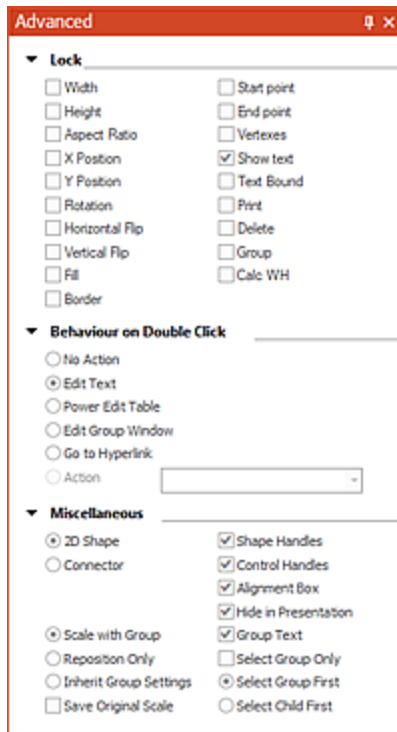 Advanced
Lock
Width Start point
Height End point
Aspect Ratio Vertexes
X Position Show text
Y Position Text Bound
Rotation Print
Horizontal Flip Delete
Vertical Flip Group
Fill Calc WH
Border
Behaviour on Double Click
No Action
Edit Text
Power Edit Table
Edit Group Window
Go to Hyperlink
Action
Miscellaneous
2D Shape Shape Handles
Connector Control Handles
Alignment Box
Hide in Presentation
Scale with Group Group Text
Reposition Only Select Group Only
Inherit Group Settings Select Group First
Save Original Scale Select Child First